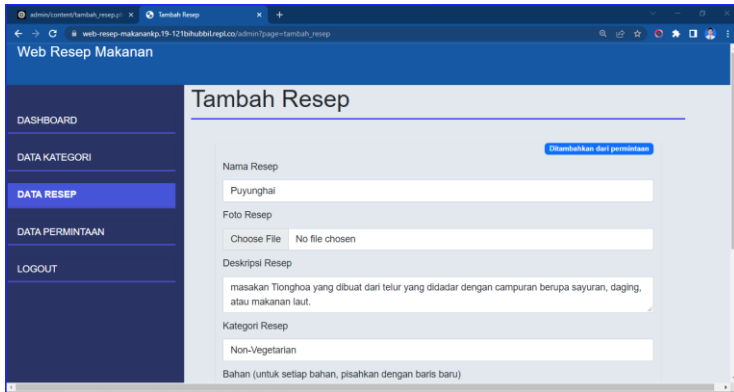 admin/content/tambah_resep.p
Tambah Resep
web-resep-makanankp.19-121bihubbil.repl.co/admin?page=tambah_resep
Web Resep Makanan
DASHBOARD
DATA KATEGORI
DATA RESEP
DATA PERMINTAAN
LOGOUT
Tambah Resep
Ditambahkan dari permintaan
Nama Resep
Puyunghai
Foto Resep
Choose File No file chosen
Deskripsi Resep
masakan Tionghoa yang dibuat dari telur yang didadar dengan campuran berupa sayuran, daging,
atau makanan laut.
Kategori Resep
Non-Vegetarian
Bahan (untuk setiap bahan, pisahkan dengan baris baru)